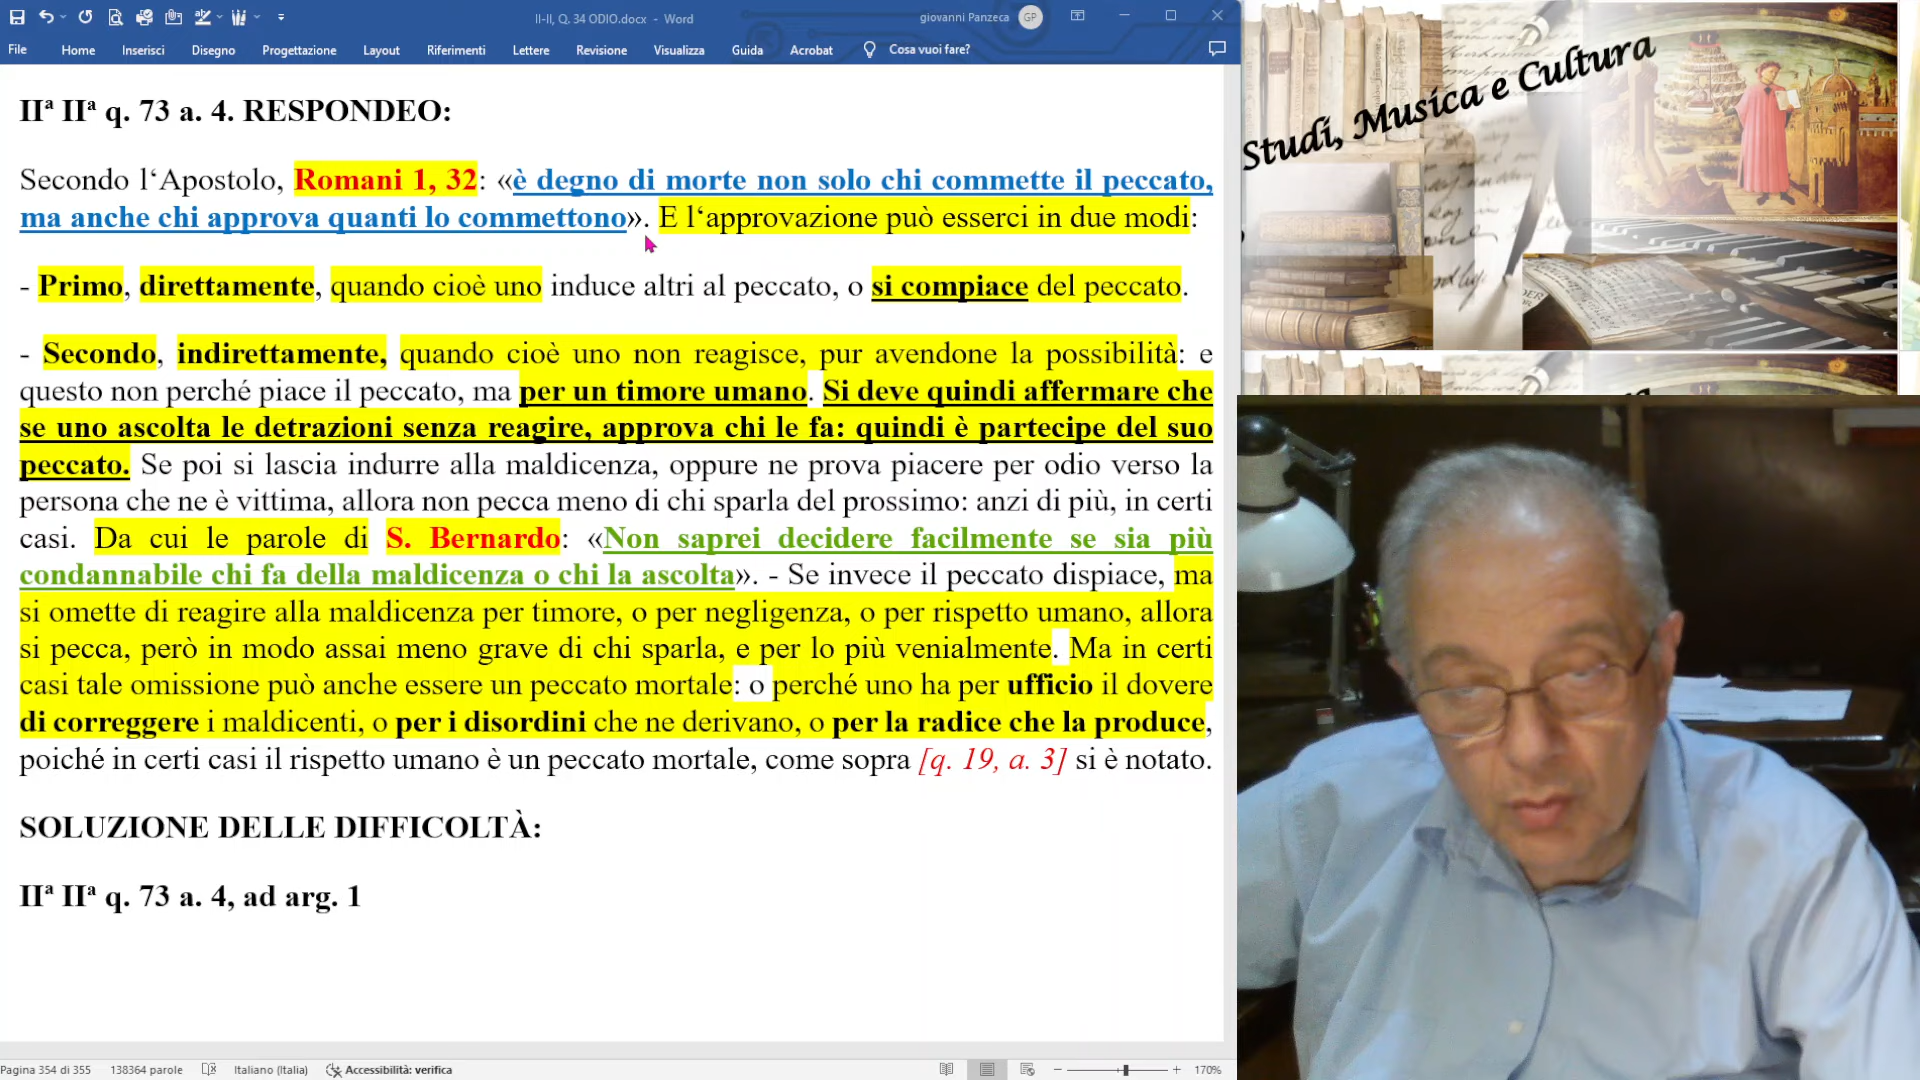 II-II, Q. 34 ODIO.docx - Word
giovanni Panzeca
GP
File Home Inserisci Disegno Progettazione Layout Riferimenti Lettere Revisione Visualizza Guida Acrobat Cosa vuoi fare?
IIª IIª q. 73 a. 4. RESPONDEO:
Secondo l‘Apostolo, Romani 1, 32: «è degno di morte non solo chi commette il peccato,
ma anche chi approva quanti lo commettono». E l‘approvazione può esserci in due modi:
- Primo, direttamente, quando cioè uno induce altri al peccato, o si compiace del peccato.
- Secondo, indirettamente, quando cioè uno non reagisce, pur avendone la possibilità: e
questo non perché piace il peccato, ma per un timore umano. Si deve quindi affermare che
se uno ascolta le detrazioni senza reagire, approva chi le fa: quindi è partecipe del suo
peccato. Se poi si lascia indurre alla maldicenza, oppure ne prova piacere per odio verso la
persona che ne è vittima, allora non pecca meno di chi sparla del prossimo: anzi di più, in certi
casi. Da cui le parole di S. Bernardo: «Non saprei decidere facilmente se sia più
condannabile chi fa della maldicenza o chi la ascolta». - Se invece il peccato dispiace, ma
si omette di reagire alla maldicenza per timore, o per negligenza, o per rispetto umano, allora
si pecca, però in modo assai meno grave di chi sparla, e per lo più venialmente. Ma in certi
casi tale omissione può anche essere un peccato mortale: o perché uno ha per ufficio il dovere
di correggere i maldicenti, o per i disordini che ne derivano, o per la radice che la produce,
poiché in certi casi il rispetto umano è un peccato mortale, come sopra [q. 19, a. 3] si è notato.
SOLUZIONE DELLE DIFFICOLTÀ:
IIª IIª q. 73 a. 4, ad arg. 1
Pagina 354 di 355 138364 parole Italiano (Italia) Accessibilità: verifica 170%
Studi, Musica e Cultura